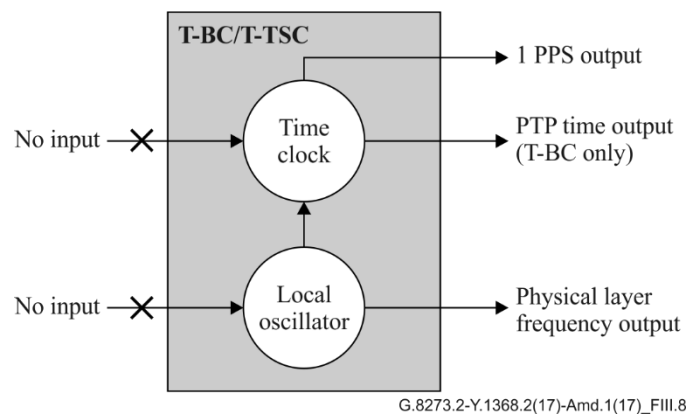 T-BC/T-TSC
1 PPS output
No input
Time
clock
PTP time output
(T-BC only)
No input
Local
oscillator
Physical layer
frequency output
G.8273.2-Y.1368.2(17)-Amd.1(17)_FIII.8